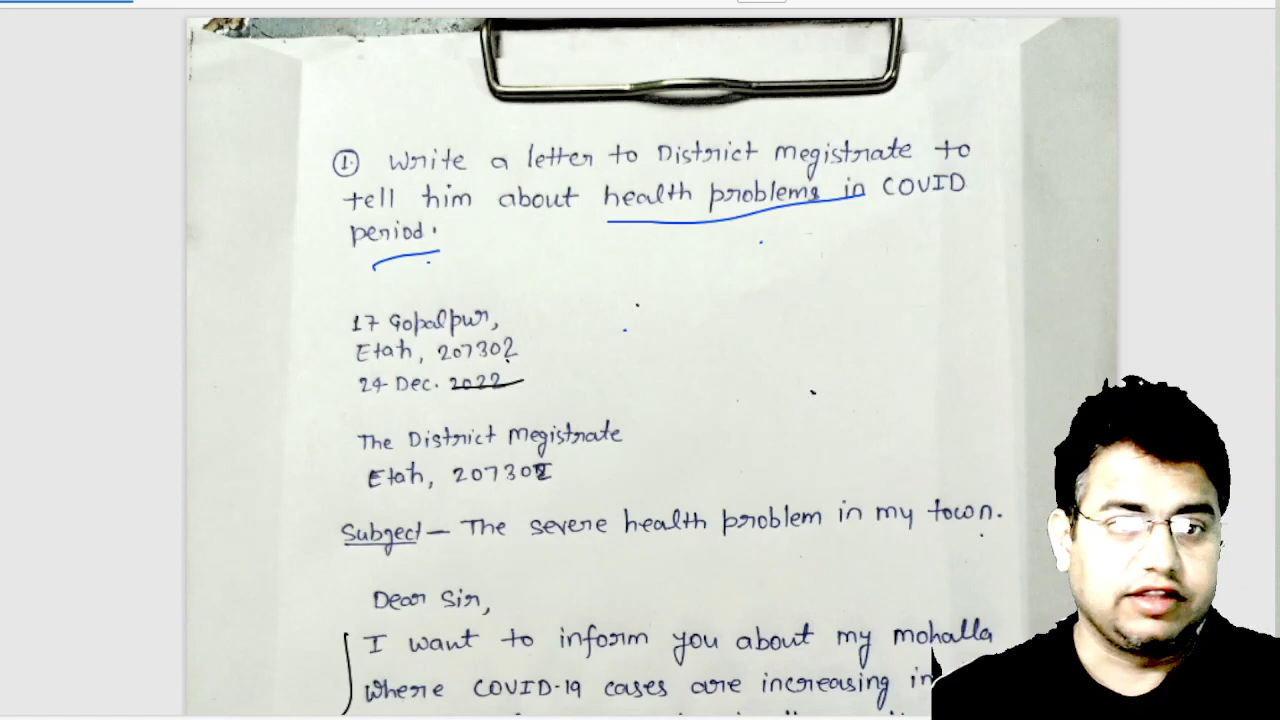 1. Write a letter to District Megistrate to
tell him about health problems in COVID
period.
17 Gopalpur,
Etah, 207302
24 Dec. 2022
The District Megistrate
Etah, 207302
Subject – The severe health problem in my town.
Dear Sir,
I want to inform you about my mohalla
where COVID-19 cases are increasing in